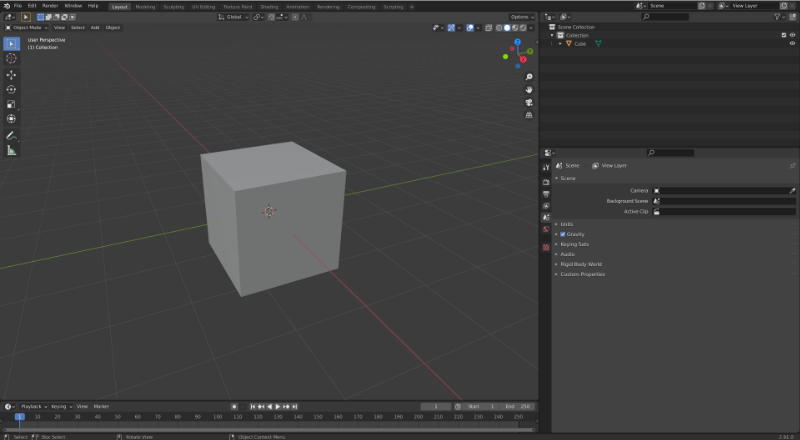 File Edit Render Window Help Layout Modeling Sculpting UV Editing Texture Paint Shading Animation Rendering Compositing Scripting Scene View Layer
Global Options
Object Mode View Select Add Object
User Perspective
(1) Collection
Scene Collection
Collection
Cube
Scene View Layer
Scene
Camera
Background Scene
Active Clip
Units
Gravity
Keying Sets
Audio
Rigid Body World
Custom Properties
Playback Keying View Marker 1 Start 1 End 250
1 10 20 30 40 50 60 70 80 90 100 110 120 130 140 150 160 170 180 190 200 210 220 230 240 250
Select Box Select Rotate View Object Context Menu 2.91.0